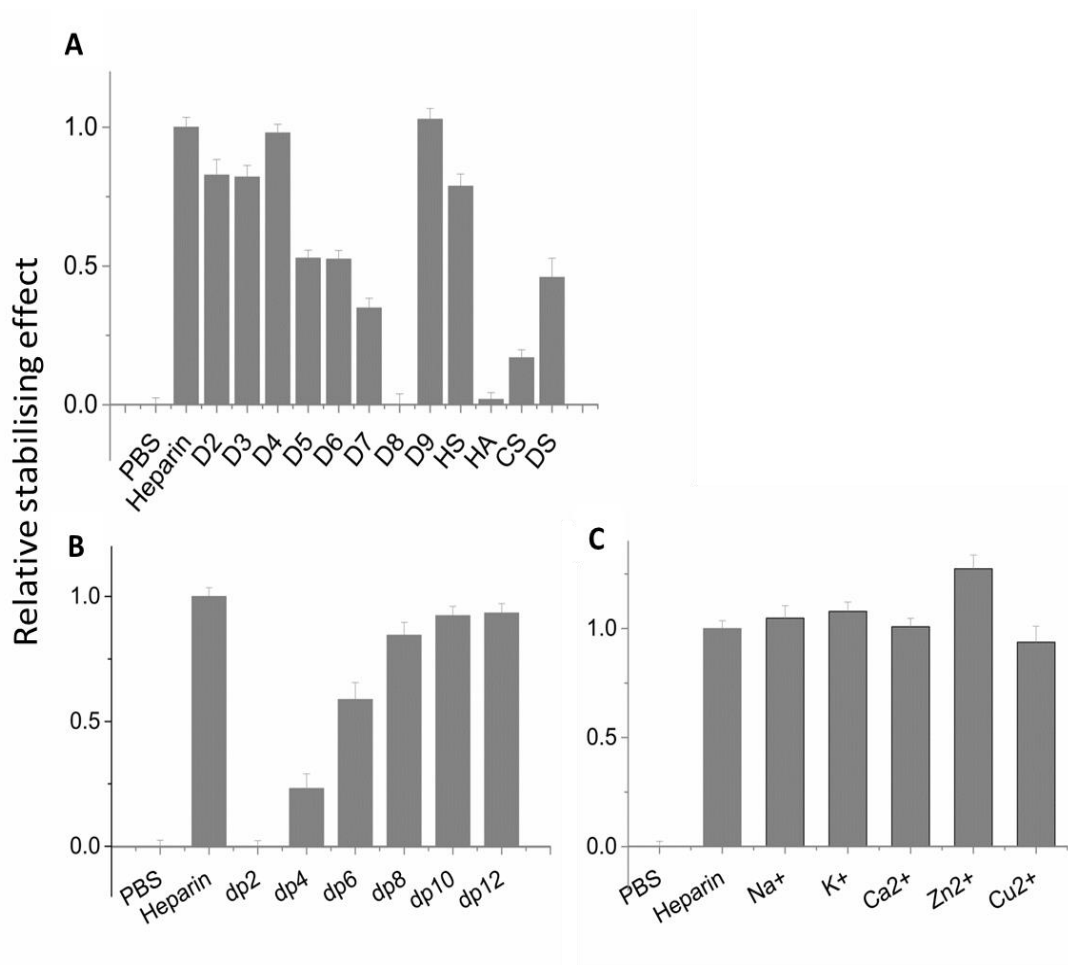 A
Relative stabilising effect
1.0
0.5
0.0
PBS
Heparin
D2
D3
D4
D5
D6
D7
D8
D9
HS
HA
CS
DS
B
1.0
0.5
0.0
PBS
Heparin
dp2
dp4
dp6
dp8
dp10
dp12
C
1.0
0.5
0.0
PBS
Heparin
Na+
K+
Ca2+
Zn2+
Cu2+